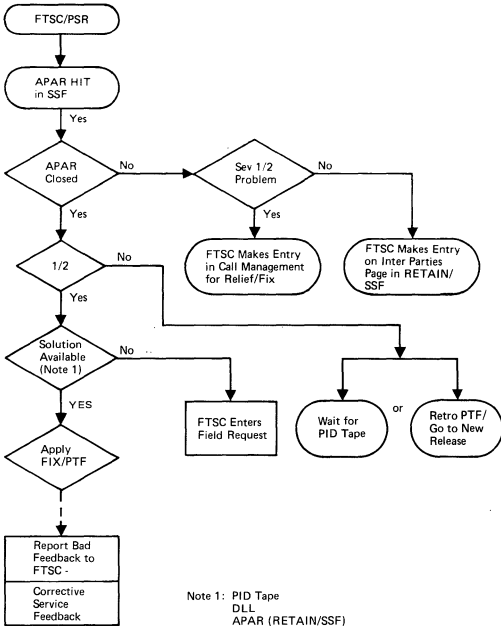 FTSC/PSR
APAR HIT
in SSF
Yes
APAR
Closed
No
Sev 1/2
Problem
No
Yes
Yes
FTSC Makes Entry
in Call Management
for Relief/Fix
FTSC Makes Entry
on Inter Parties
Page in RETAIN/
SSF
1/2
No
Yes
Solution
Available
(Note 1)
No
YES
FTSC Enters
Field Request
Wait for
PID Tape
or
Retro PTF/
Go to New
Release
Apply
FIX/PTF
Report Bad
Feedback to
FTSC -
Corrective
Service
Feedback
Note 1: PID Tape
DLL
APAR (RETAIN/SSF)